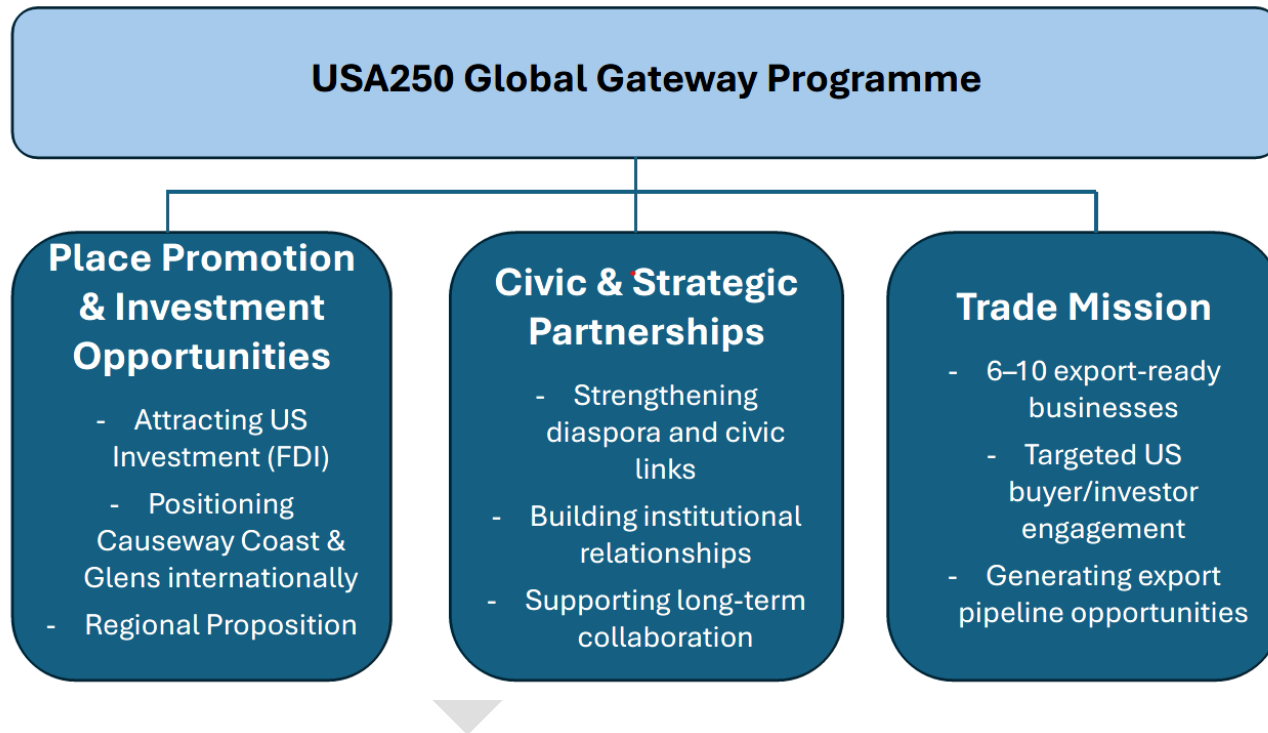 USA250 Global Gateway Programme
Place Promotion
& Investment
Opportunities
- Attracting US
Investment (FDI)
- Positioning
Causeway Coast &
Glens internationally
- Regional Proposition
Civic & Strategic
Partnerships
- Strengthening
diaspora and civic
links
- Building institutional
relationships
- Supporting long-term
collaboration
Trade Mission
- 6–10 export-ready
businesses
- Targeted US
buyer/investor
engagement
- Generating export
pipeline opportunities